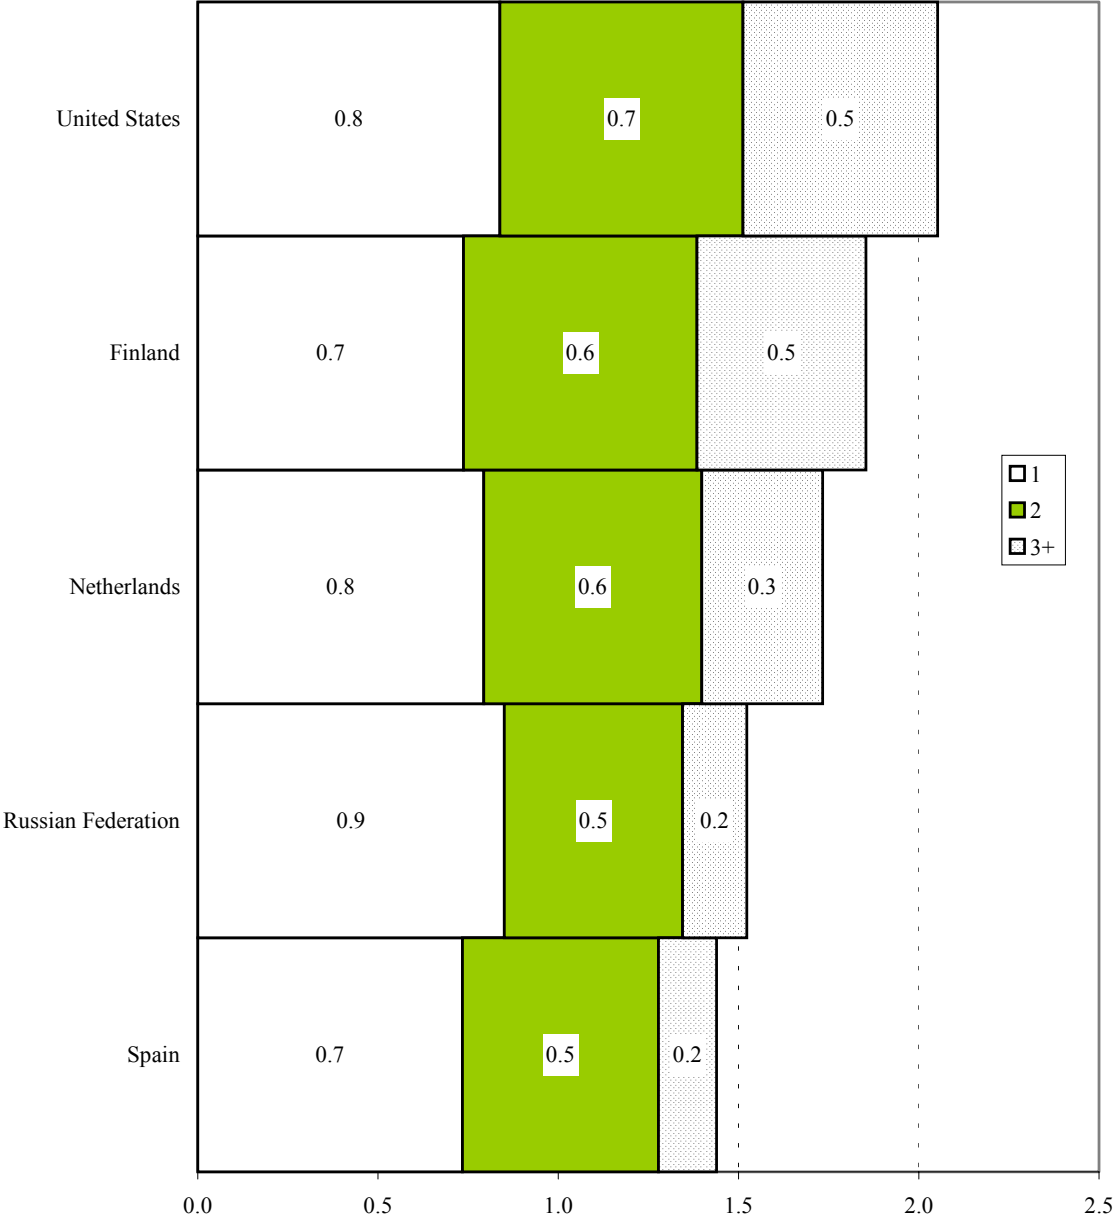 United States 0.8 0.7 0.5
Finland 0.7 0.6 0.5
1
2
3+
Netherlands 0.8 0.6 0.3
Russian Federation 0.9 0.5 0.2
Spain 0.7 0.5 0.2
0.0 0.5 1.0 1.5 2.0 2.5